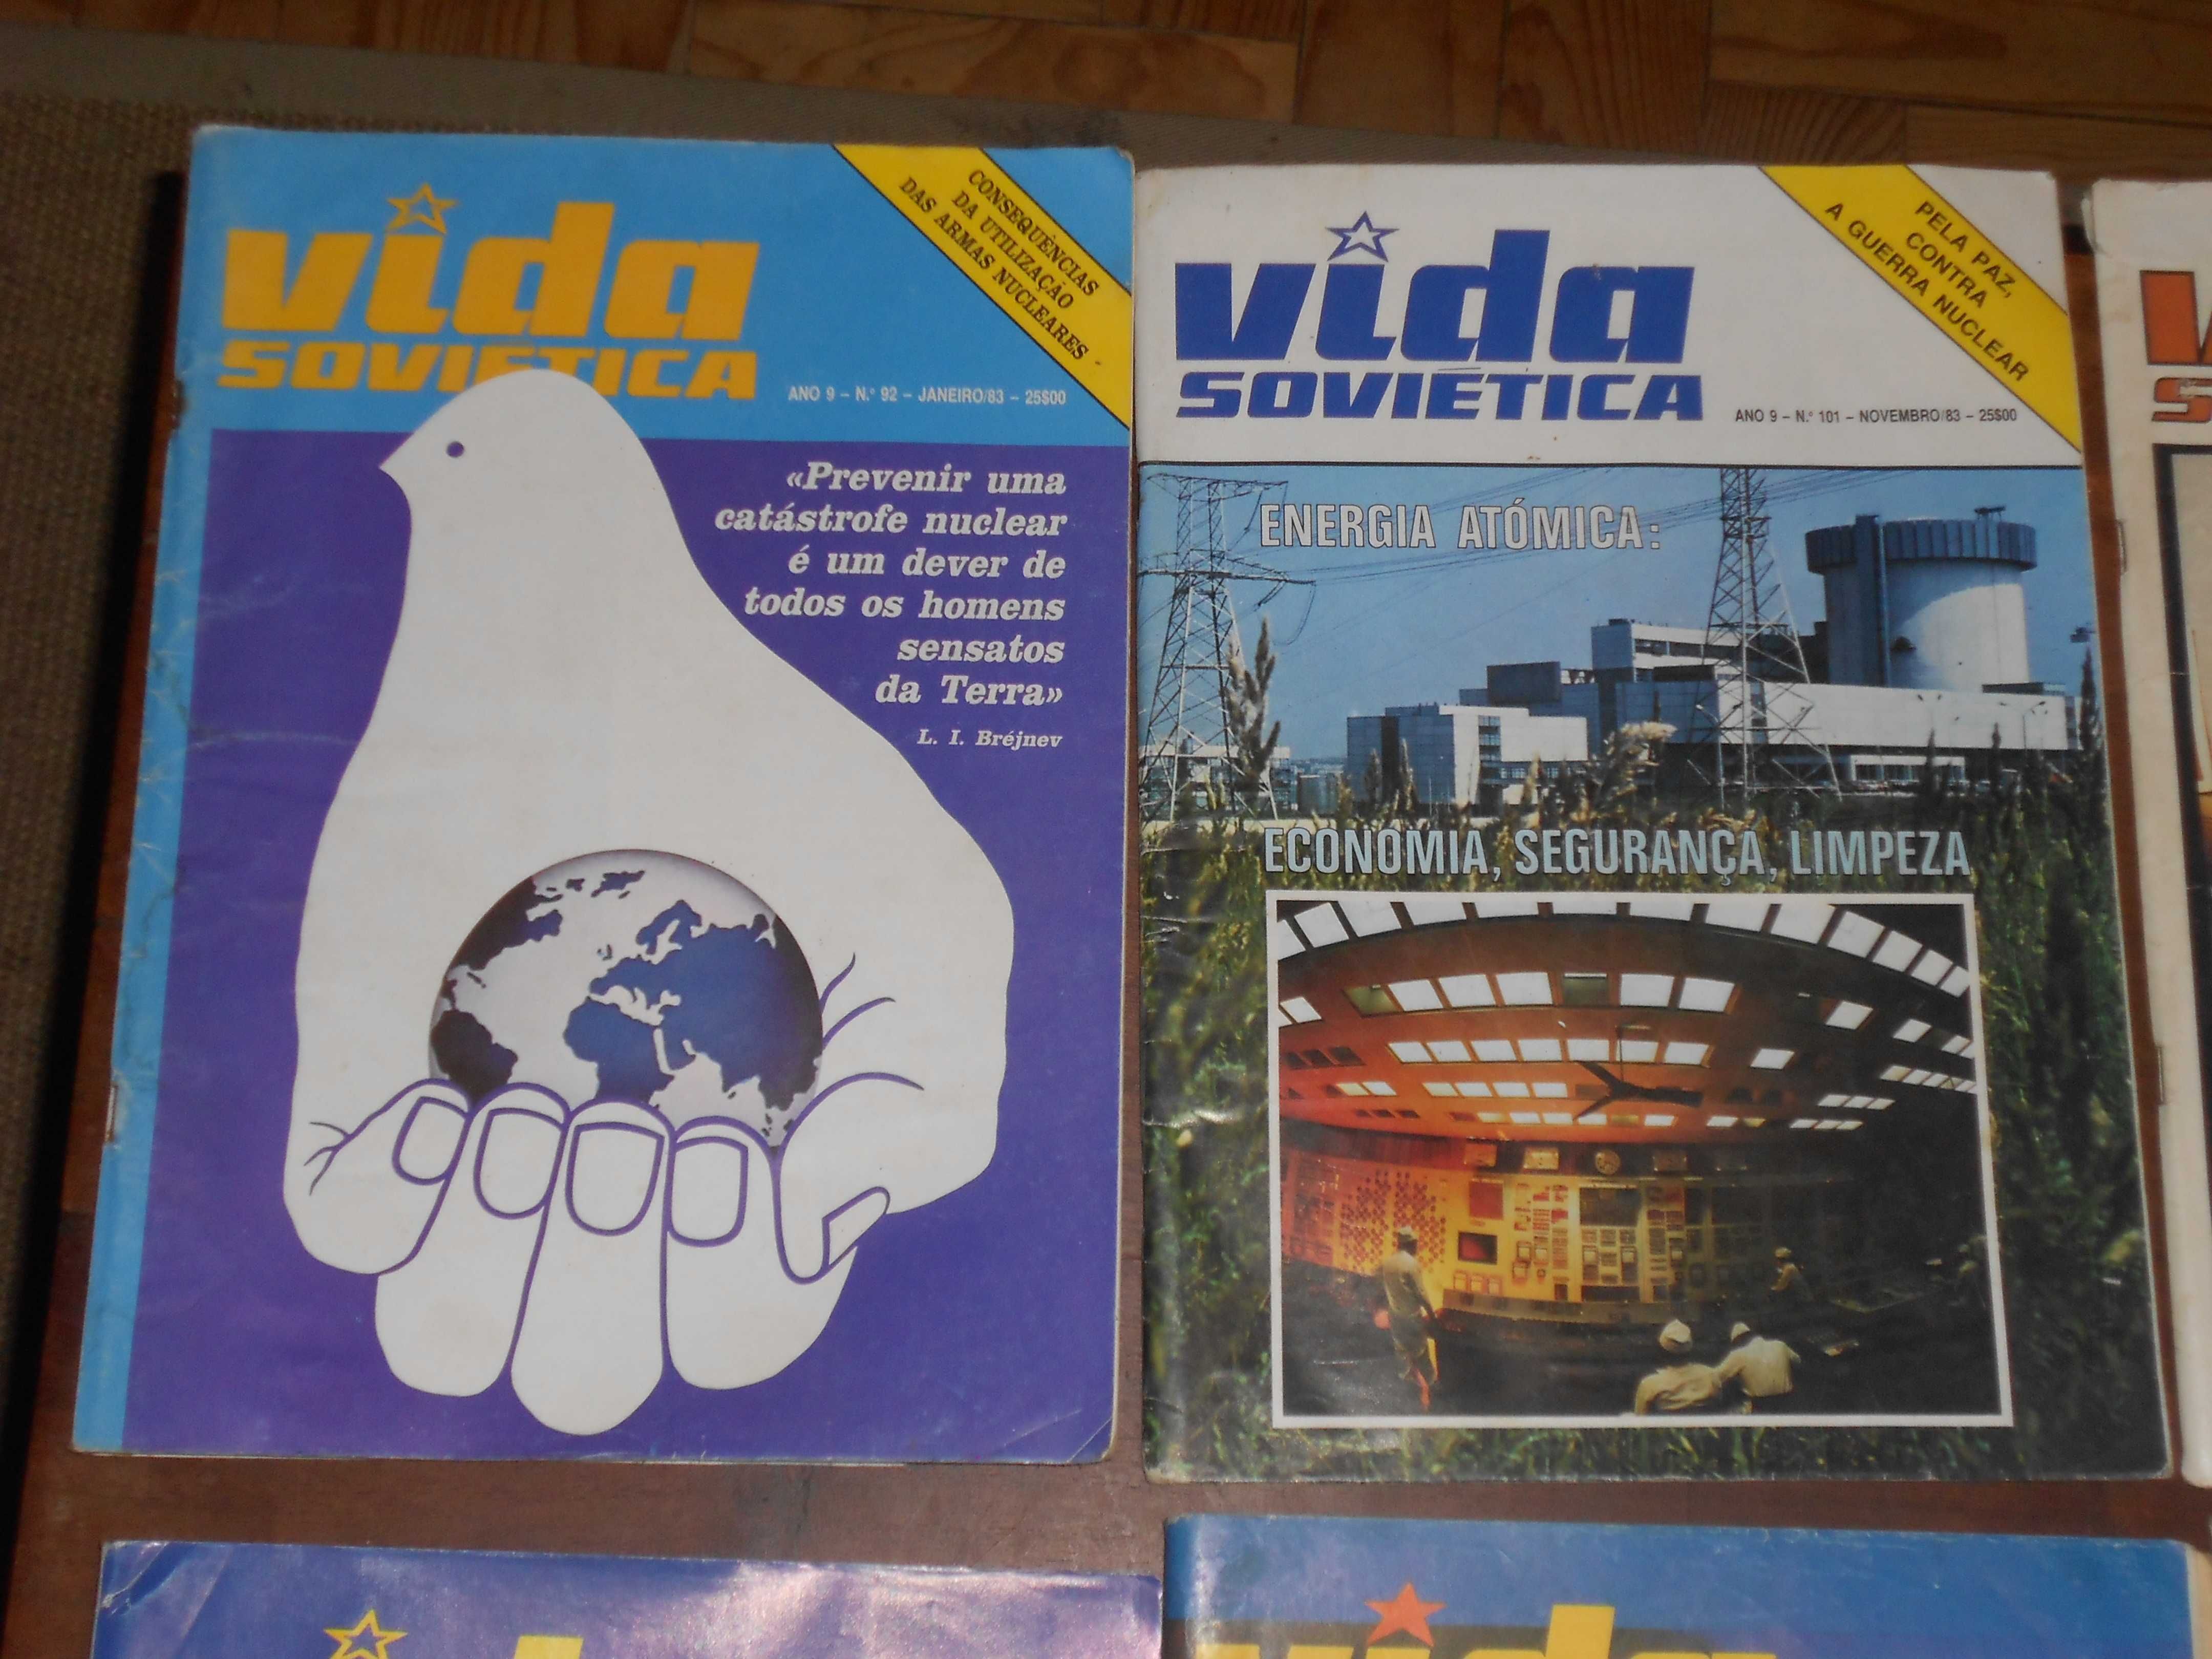 vida
SOVIÉTICA
CONSEQUÊNCIAS
DA UTILIZAÇÃO
DAS ARMAS NUCLEARES
ANO 9 – N.º 92 – JANEIRO/83 – 25$00
«Prevenir uma
catástrofe nuclear
é um dever de
todos os homens
sensatos
da Terra»
L. I. Bréjnev
vida
SOVIÉTICA
PELA PAZ,
CONTRA
A GUERRA NUCLEAR
ANO 9 – N.º 101 – NOVEMBRO/83 – 25$00
ENERGIA ATÓMICA:
ECONOMIA, SEGURANÇA, LIMPEZA
vida